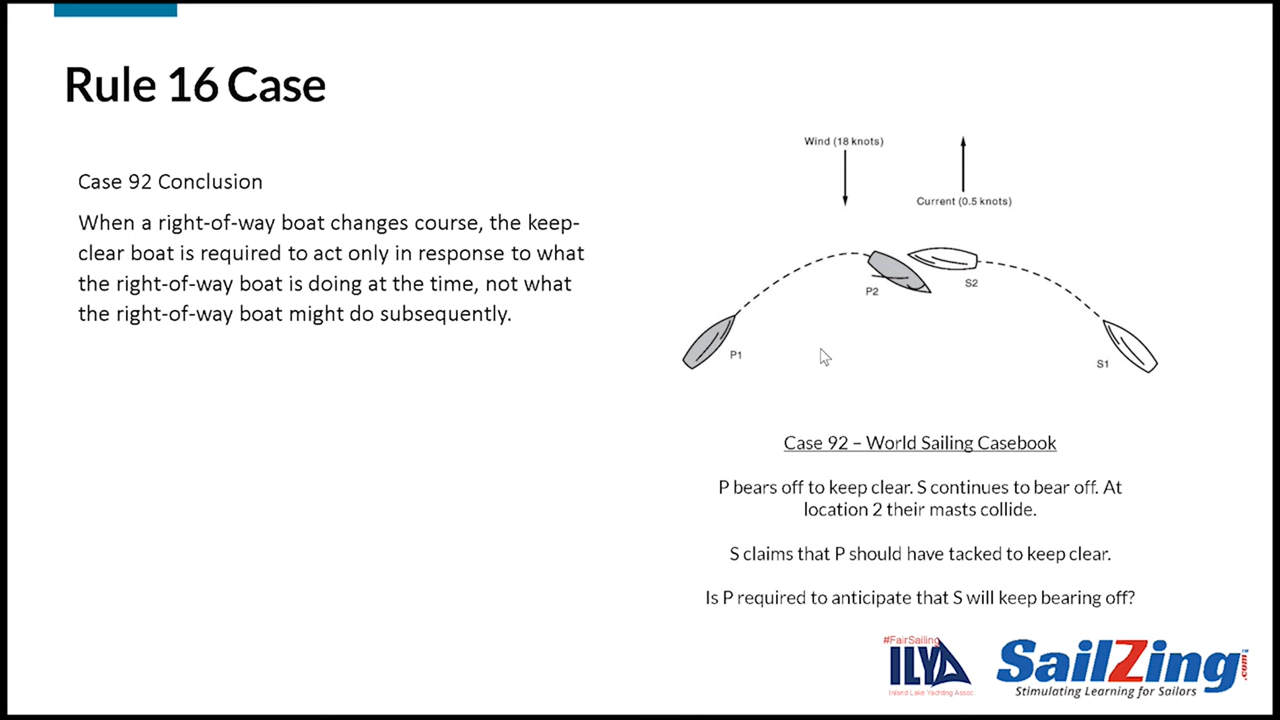 Rule 16 Case
Case 92 Conclusion
When a right-of-way boat changes course, the keep-
clear boat is required to act only in response to what
the right-of-way boat is doing at the time, not what
the right-of-way boat might do subsequently.
Wind (18 knots)
Current (0.5 knots)
P2
S2
P1
S1
Case 92 – World Sailing Casebook
P bears off to keep clear. S continues to bear off. At
location 2 their masts collide.
S claims that P should have tacked to keep clear.
Is P required to anticipate that S will keep bearing off?
#FairSailing
ILYA
Inland Lake Yachting Assoc.
SailZing.com™
Stimulating Learning for Sailors